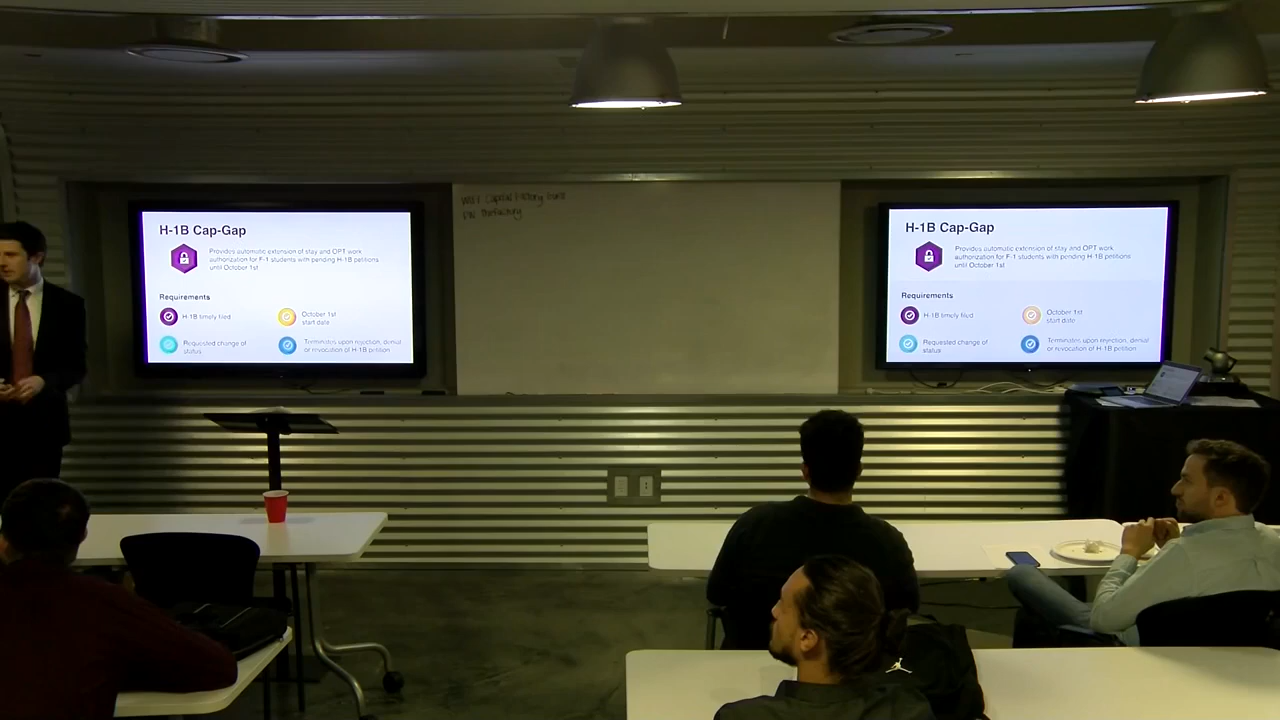 H-1B Cap-Gap
Provides automatic extension of stay and OPT work
authorization for F-1 students with pending H-1B petitions
until October 1st
Requirements
H-1B timely filed
October 1st
start date
Requested change of
status
Terminates upon rejection, denial
or revocation of H-1B petition
Capital Factory
H-1B Cap-Gap
Provides automatic extension of stay and OPT work
authorization for F-1 students with pending H-1B petitions
until October 1st
Requirements
H-1B timely filed
October 1st
start date
Requested change of
status
Terminates upon rejection, denial
or revocation of H-1B petition